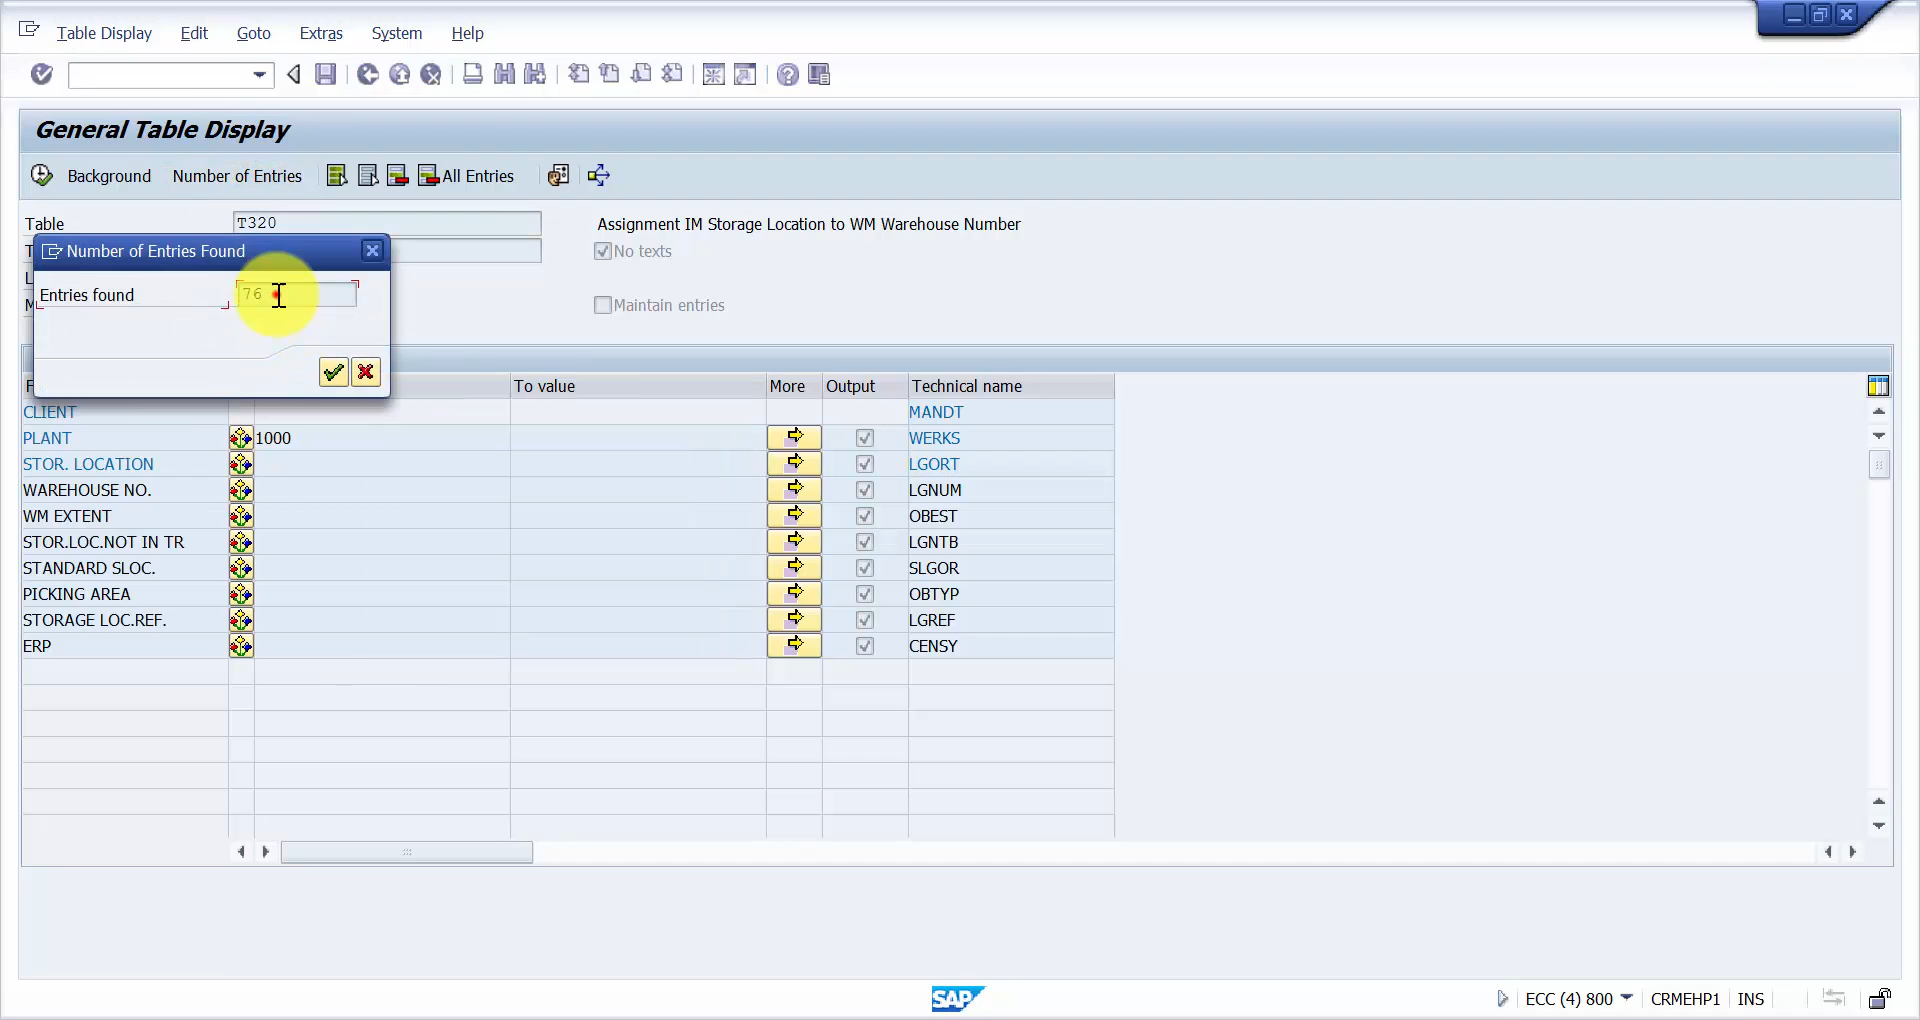 Table Display Edit Goto Extras System Help
General Table Display
Background Number of Entries All Entries
Table T320 Assignment IM Storage Location to WM Warehouse Number
Number of Entries Found
No texts
Entries found 76
Maintain entries
To value More Output Technical name
CLIENT MANDT
PLANT 1000 WERKS
STOR. LOCATION LGORT
WAREHOUSE NO. LGNUM
WM EXTENT OBEST
STOR.LOC.NOT IN TR LGNTB
STANDARD SLOC. SLGOR
PICKING AREA OBTYP
STORAGE LOC.REF. LGREF
ERP CENSY
SAP ECC (4) 800 CRMEHP1 INS